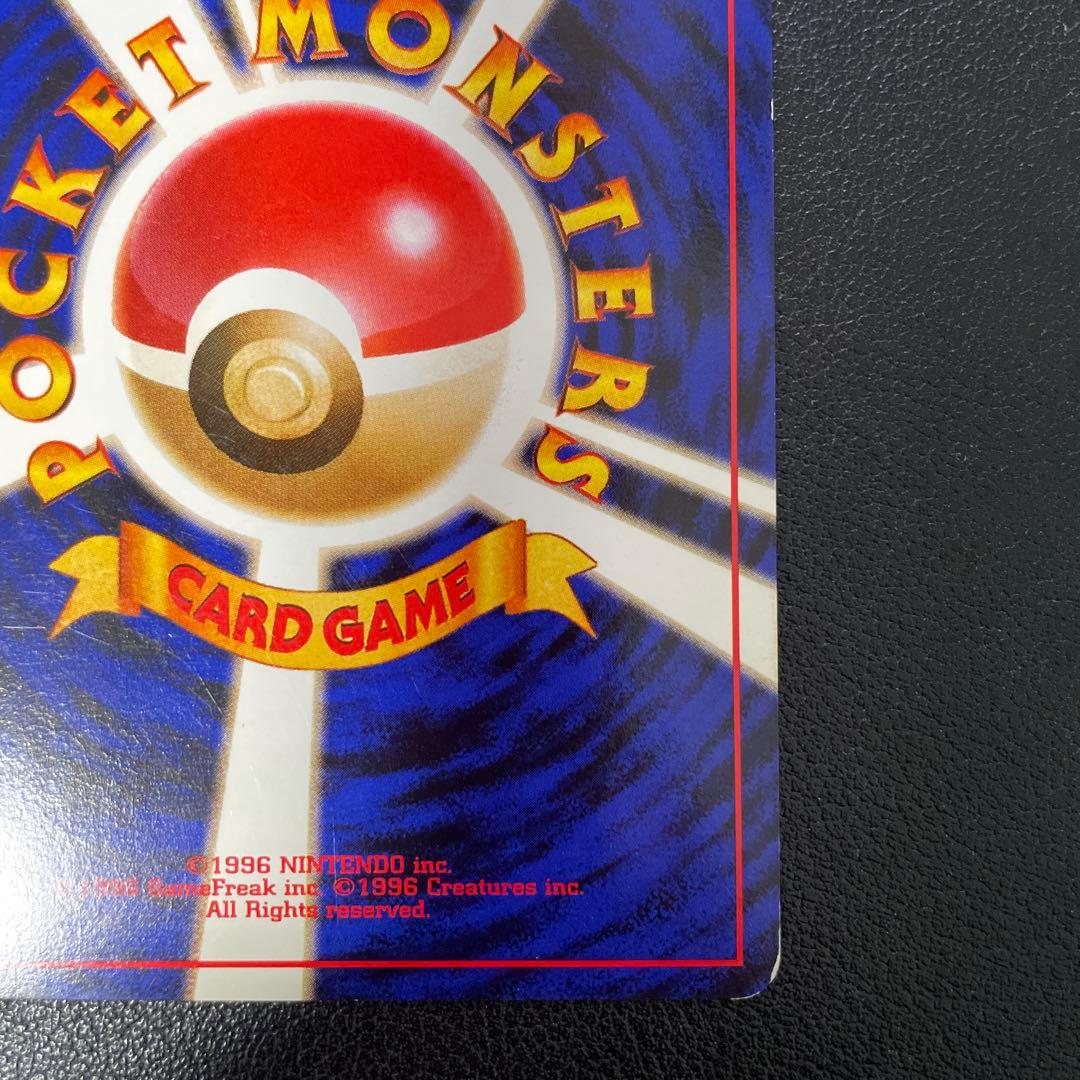 POCKET MONSTERS
CARD GAME
©1996 NINTENDO inc.
©1996 GameFreak inc ©1996 Creatures inc.
All Rights reserved.